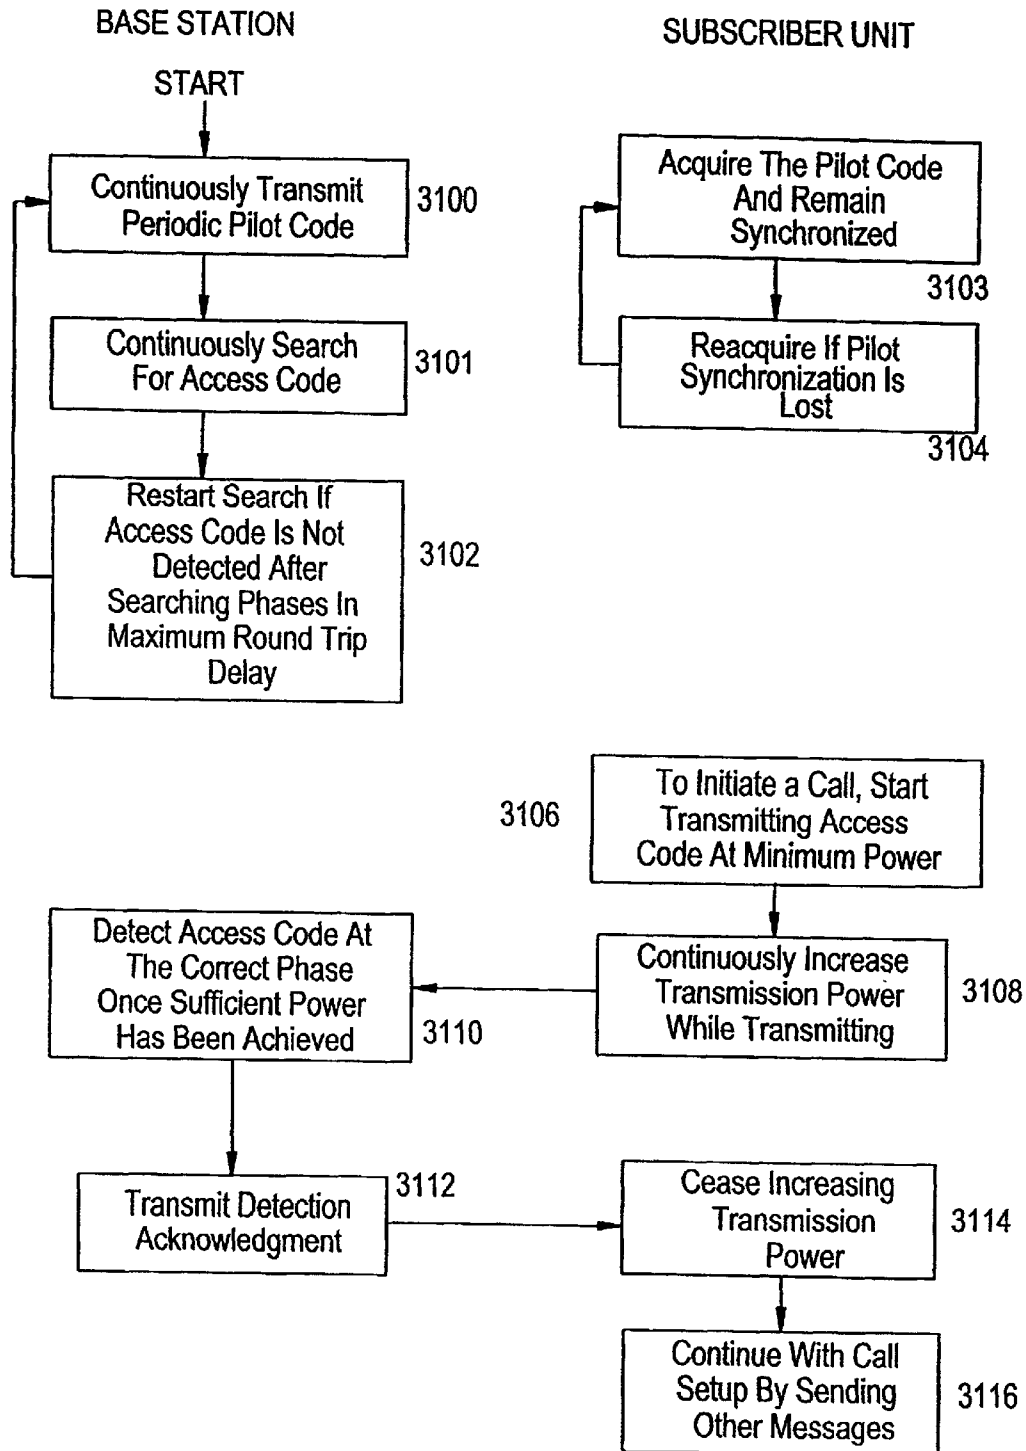 BASE STATION
SUBSCRIBER UNIT
START
Continuously Transmit
Periodic Pilot Code
3100
Continuously Search
For Access Code
3101
Restart Search If
Access Code Is Not
Detected After
Searching Phases In
Maximum Round Trip
Delay
3102
Acquire The Pilot Code
And Remain
Synchronized
3103
Reacquire If Pilot
Synchronization Is
Lost
3104
3106
To Initiate a Call, Start
Transmitting Access
Code At Minimum Power
Continuously Increase
Transmission Power
While Transmitting
3108
Detect Access Code At
The Correct Phase
Once Sufficient Power
Has Been Achieved
3110
Transmit Detection
Acknowledgment
3112
Cease Increasing
Transmission
Power
3114
Continue With Call
Setup By Sending
Other Messages
3116